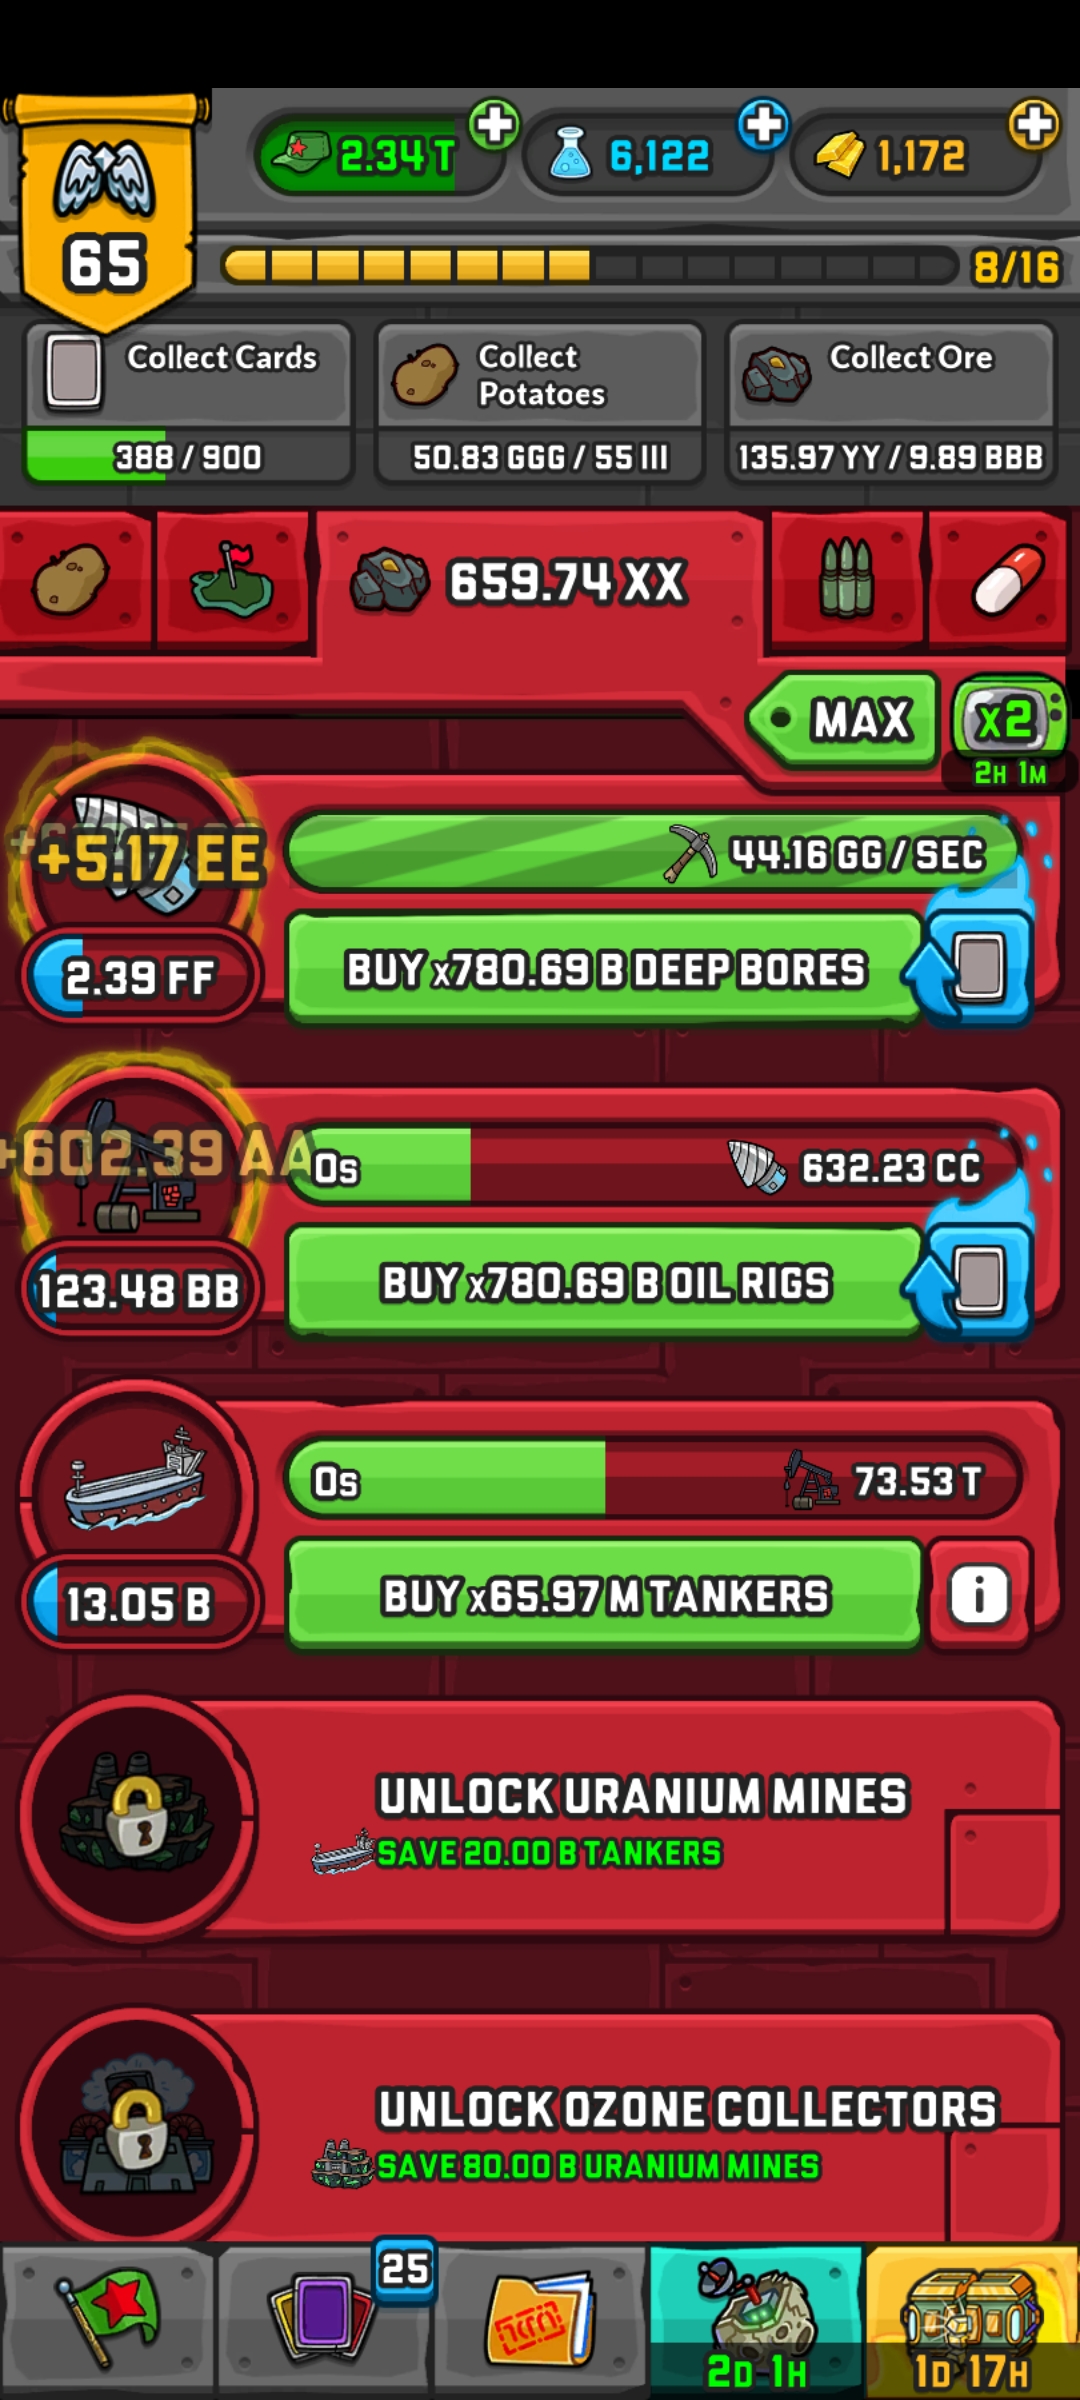 2.34 T
6,122
1,172
65
8/16
Collect Cards
388 / 900
Collect
Potatoes
50.83 GGG / 55 III
Collect Ore
135.97 YY / 9.89 BBB
659.74 XX
MAX
x2
2H 1M
+5.17 EE
44.16 GG / SEC
2.39 FF
BUY x780.69 B DEEP BORES
+602.39 AA
0s
632.23 CC
123.48 BB
BUY x780.69 B OIL RIGS
0s
73.53 T
13.05 B
BUY x65.97 M TANKERS
i
UNLOCK URANIUM MINES
SAVE 20.00 B TANKERS
UNLOCK OZONE COLLECTORS
SAVE 80.00 B URANIUM MINES
25
2D 1H
1D 17H